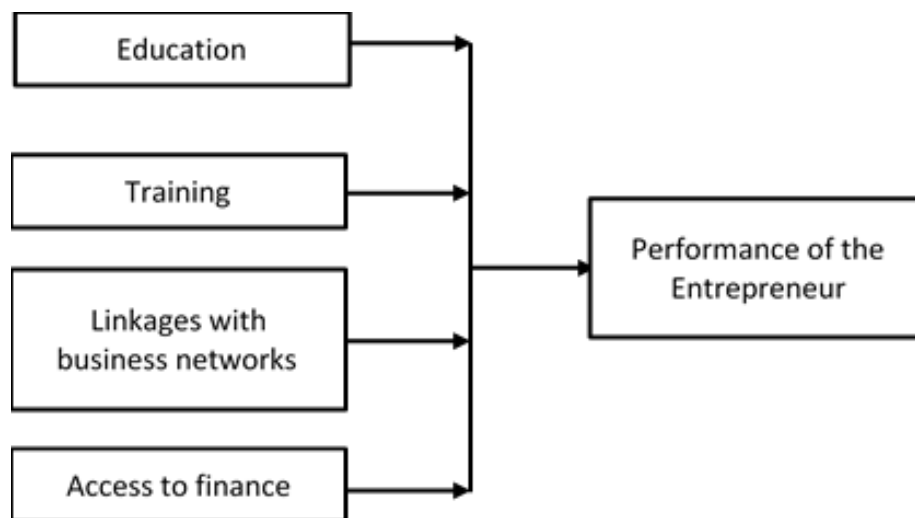 Education
Training
Linkages with
business networks
Access to finance
Performance of the
Entrepreneur